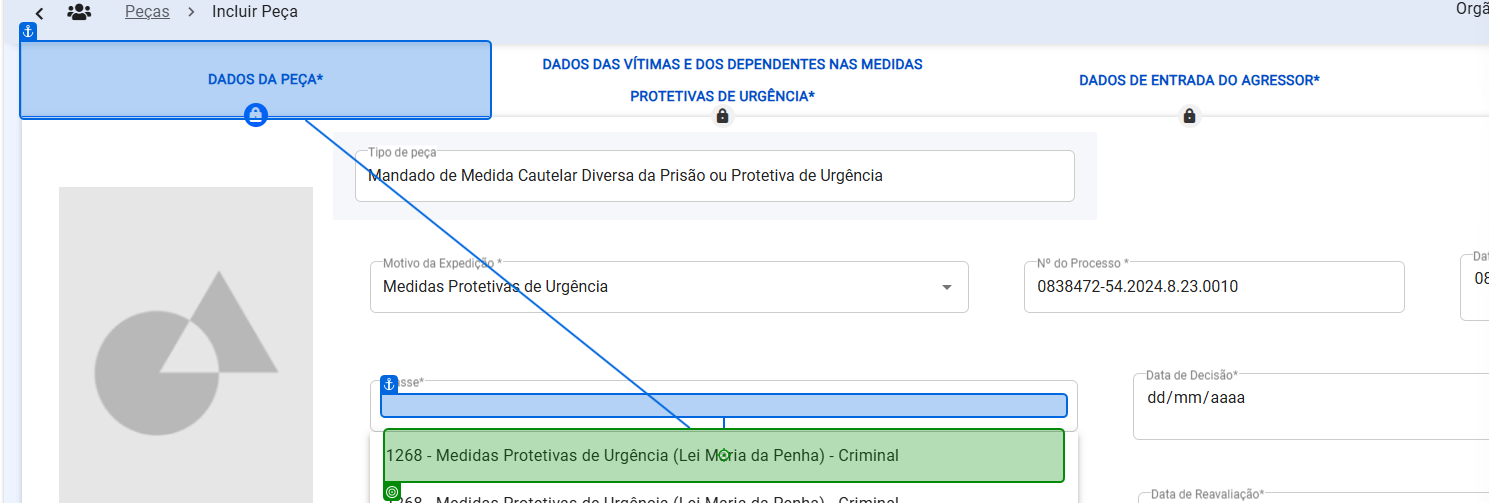 Peças > Incluir Peça
Orgã
DADOS DA PEÇA*
DADOS DAS VÍTIMAS E DOS DEPENDENTES NAS MEDIDAS
PROTETIVAS DE URGÊNCIA*
DADOS DE ENTRADA DO AGRESSOR*
Tipo de peça
Mandado de Medida Cautelar Diversa da Prisão ou Protetiva de Urgência
Motivo da Expedição *
Medidas Protetivas de Urgência
Nº do Processo *
0838472-54.2024.8.23.0010
Dat
08
asse*
Data de Decisão*
dd/mm/aaaa
1268 - Medidas Protetivas de Urgência (Lei Maria da Penha) - Criminal
268 - Medidas Protetivas de Urgência (Lei Maria da Penha) - Criminal
Data de Reavaliação*